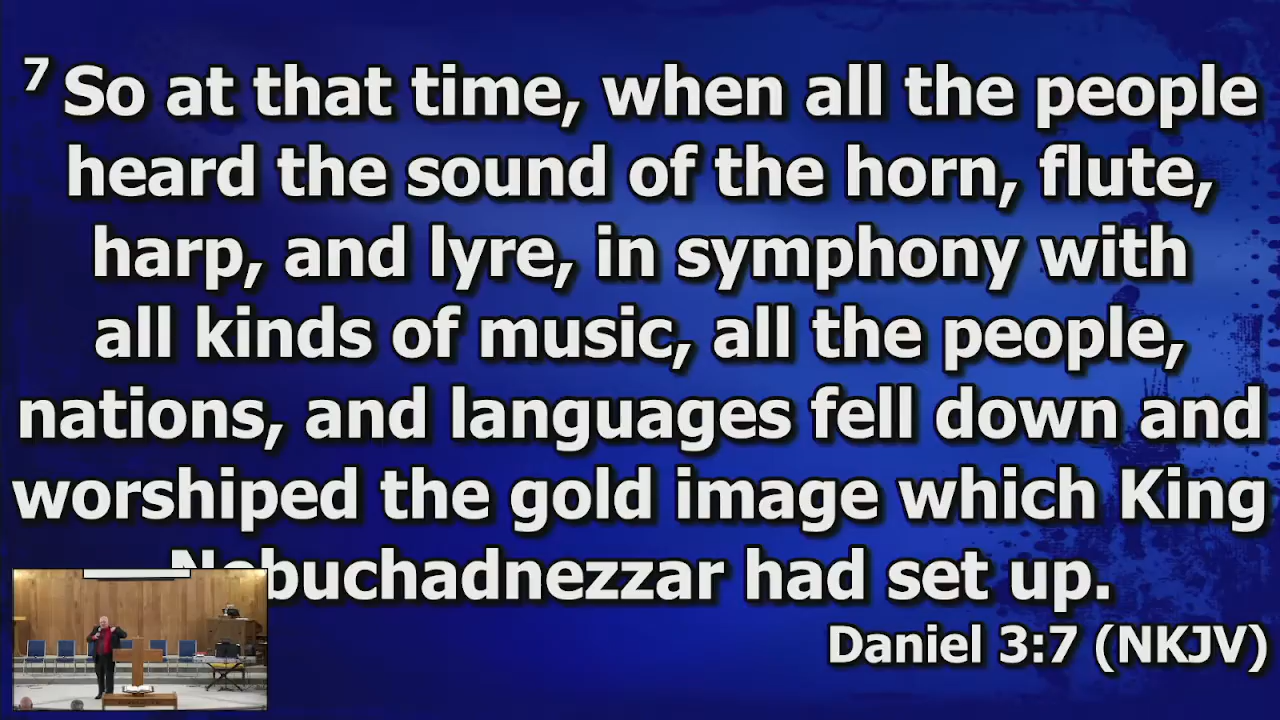 7 So at that time, when all the people
heard the sound of the horn, flute,
harp, and lyre, in symphony with
all kinds of music, all the people,
nations, and languages fell down and
worshiped the gold image which King
Nebuchadnezzar had set up.
Daniel 3:7 (NKJV)